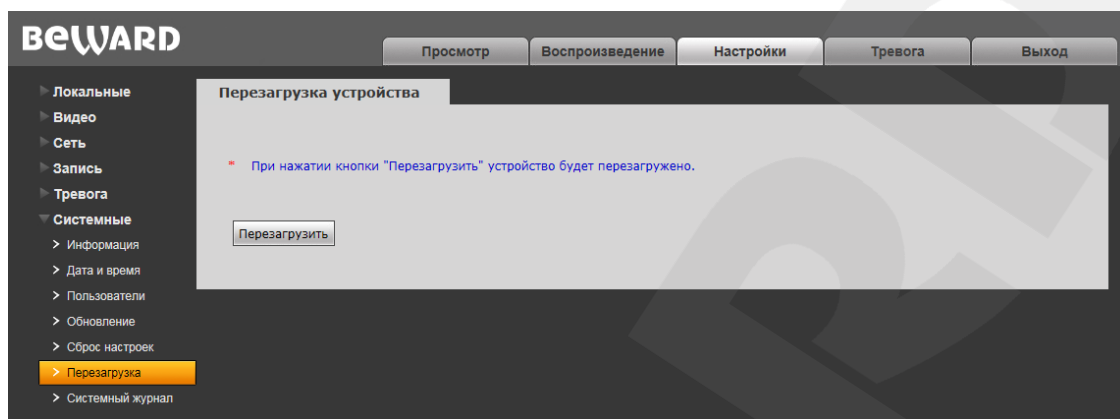 BEWARD
Просмотр
Воспроизведение
Настройки
Тревога
Выход
Локальные
Видео
Сеть
Запись
Тревога
Системные
Информация
Дата и время
Пользователи
Обновление
Сброс настроек
Перезагрузка
Системный журнал
Перезагрузка устройства
* При нажатии кнопки "Перезагрузить" устройство будет перезагружено.
Перезагрузить